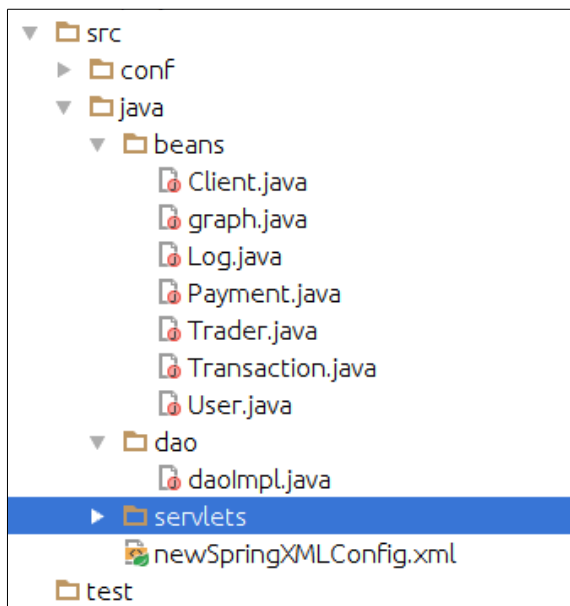 src
conf
java
beans
Client.java
graph.java
Log.java
Payment.java
Trader.java
Transaction.java
User.java
dao
daoImpl.java
servlets
newSpringXMLConfig.xml
test